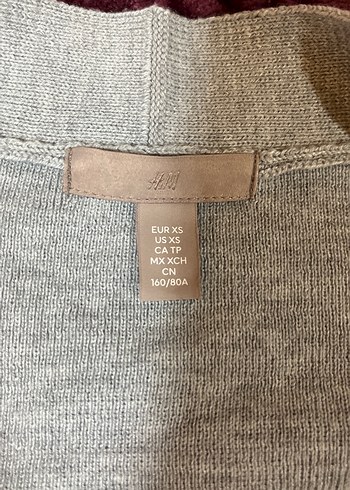 H&M
EUR XS
US XS
CA TP
MX XCH
CN
160/80A